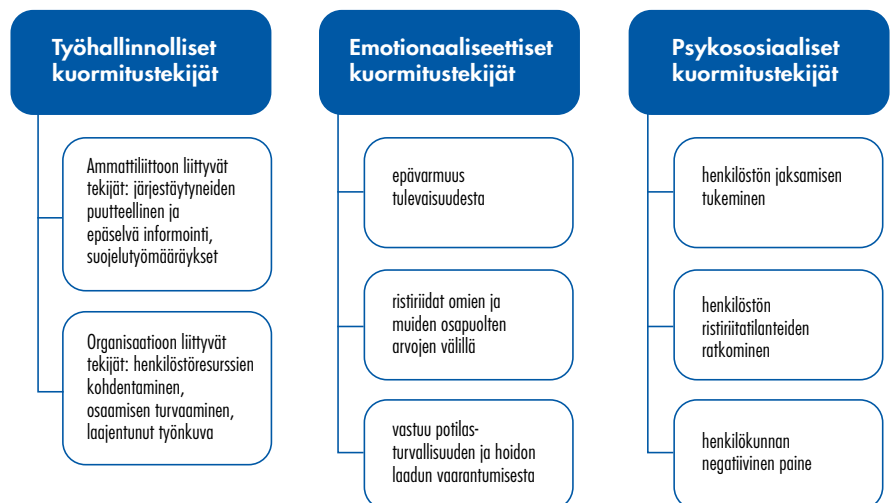 Työhallinnolliset
kuormitustekijät
Ammattiliittoon liittyvät
tekijät: järjestäytyneiden
puutteellinen ja
epäselvä informointi,
suojelutyömääräykset
Organisaatioon liittyvät
tekijät: henkilöstöresurssien
kohdentaminen,
osaamisen turvaaminen,
laajentunut työnkuva
Emotionaaliseettiset
kuormitustekijät
epävarmuus
tulevaisuudesta
ristiriidat omien ja
muiden osapuolten
arvojen välillä
vastuu potilas-
turvallisuuden ja hoidon
laadun vaarantumisesta
Psykososiaaliset
kuormitustekijät
henkilöstön jaksamisen
tukeminen
henkilöstön
ristiriitatilanteiden
ratkominen
henkilökunnan
negatiivinen paine